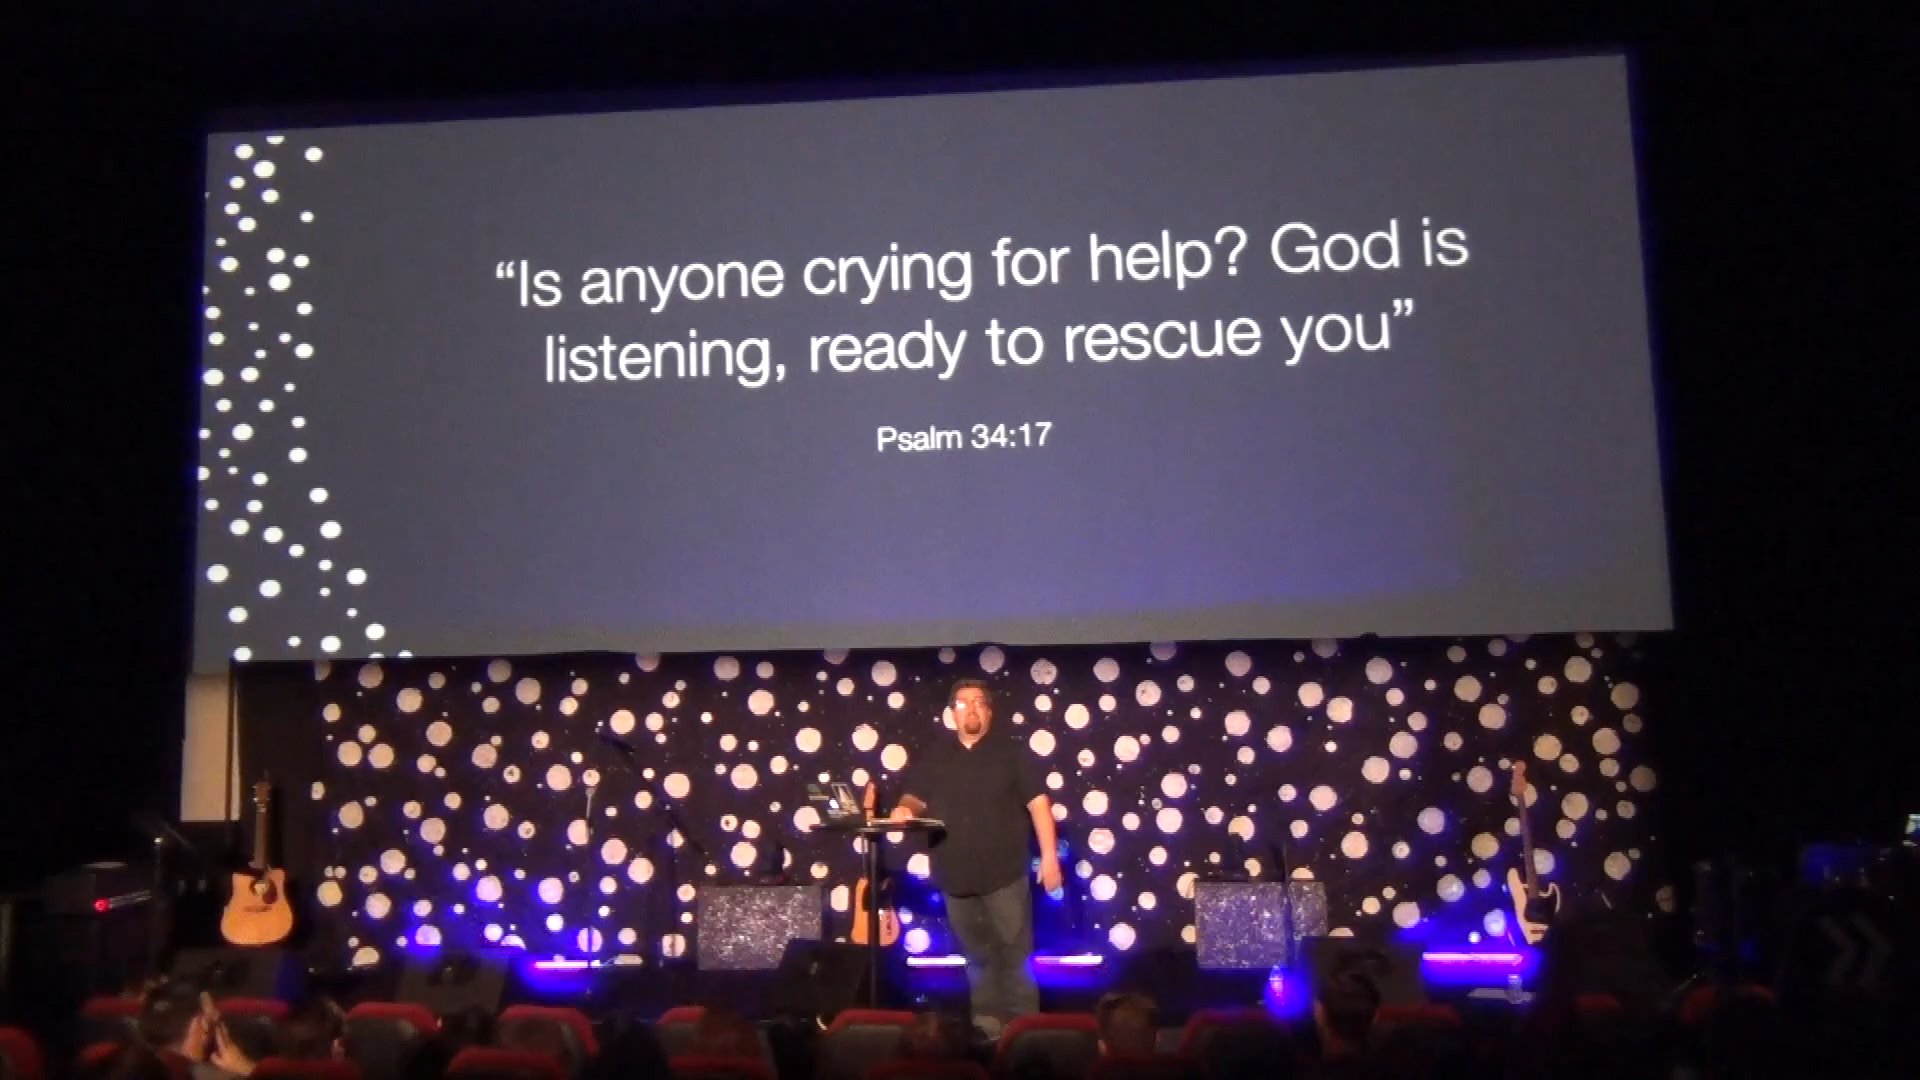 “Is anyone crying for help? God is
listening, ready to rescue you”
Psalm 34:17